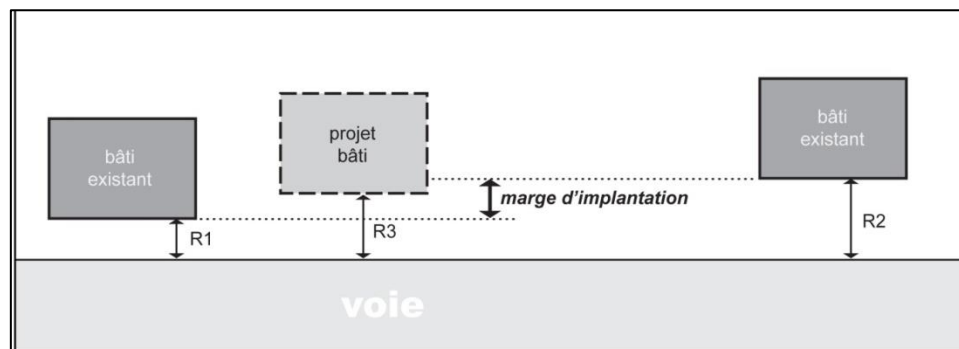 bâti
existant
projet
bâti
bâti
existant
marge d'implantation
R1
R3
R2
voie